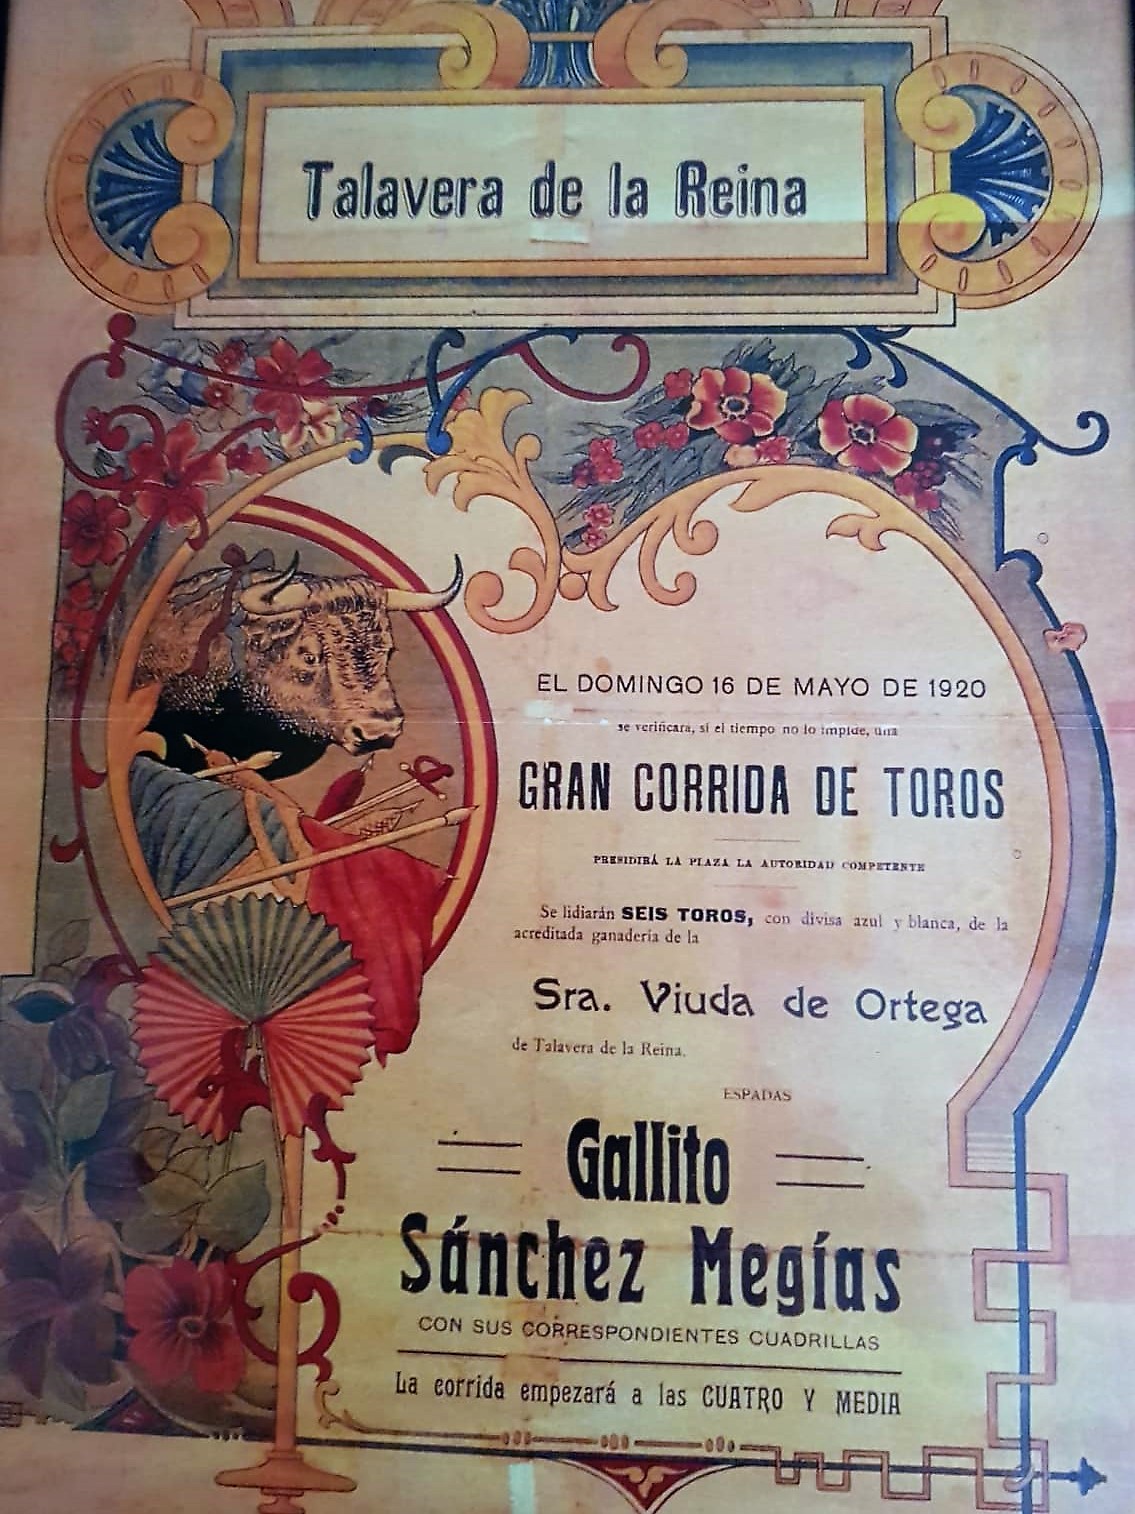 Talavera de la Reina
EL DOMINGO 16 DE MAYO DE 1920
se verificara, si el tiempo no lo impide, una
GRAN CORRIDA DE TOROS
PRESIDIRÁ LA PLAZA LA AUTORIDAD COMPETENTE
Se lidiarán SEIS TOROS, con divisa azul y blanca, de la
acreditada ganaderia de la
Sra. Viuda de Ortega
de Talavera de la Reina.
ESPADAS
Gallito
Sánchez Megías
CON SUS CORRESPONDIENTES CUADRILLAS
La corrida empezará a las CUATRO Y MEDIA